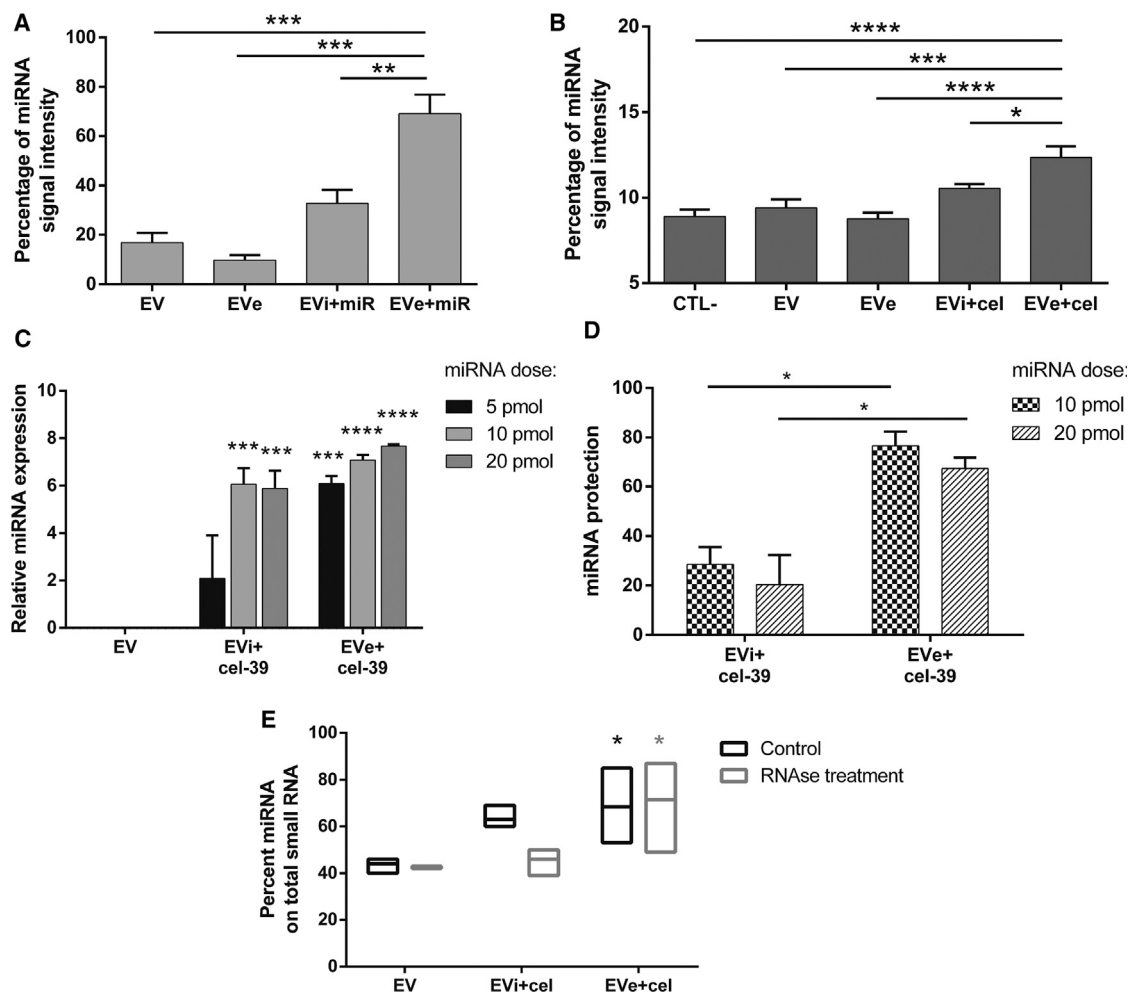 A
Percentage of miRNA
signal intensity
100
80
60
40
20
0
***
***
**
EV
EVe
EVi+miR
EVe+miR
B
Percentage of miRNA
signal intensity
20
15
10
5
****
***
****
*
CTL-
EV
EVe
EVi+cel
EVe+cel
C
Relative miRNA expression
10
8
6
4
2
0
*** ***
*** **** ****
EV
EVi+
cel-39
EVe+
cel-39
miRNA dose:
5 pmol
10 pmol
20 pmol
D
miRNA protection
100
80
60
40
20
0
*
*
EVi+
cel-39
EVe+
cel-39
miRNA dose:
10 pmol
20 pmol
E
Percent miRNA
on total small RNA
100
80
60
40
20
0
* *
EV
EVi+cel
EVe+cel
Control
RNAse treatment